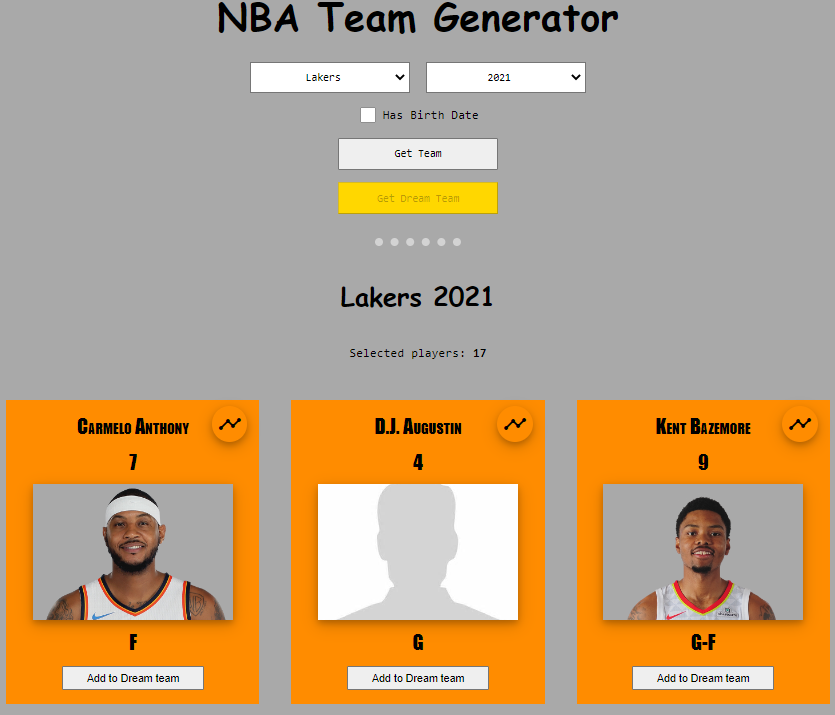 NBA Team Generator
Lakers 2021
Has Birth Date
Get Team
Get Dream Team
Lakers 2021
Selected players: 17
Carmelo Anthony D.J. Augustin Kent Bazemore
7 4 9
F G G-F
Add to Dream team Add to Dream team Add to Dream team